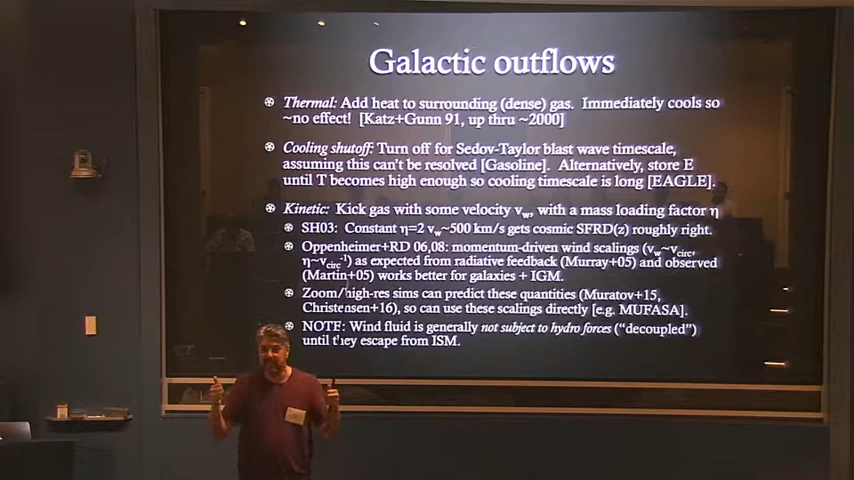 Galactic outflows
Thermal: Add heat to surrounding (dense) gas. Immediately cools so
~no effect! [Katz+Gunn 91, up thru ~2000]
Cooling shutoff: Turn off for Sedov-Taylor blast wave timescale,
assuming this can't be resolved [Gasoline]. Alternatively, store E
until T becomes high enough so cooling timescale is long [EAGLE].
Kinetic: Kick gas with some velocity vw, with a mass loading factor η
SH03: Constant η=2 vw~500 km/s gets cosmic SFRD(z) roughly right.
Oppenheimer+RD 06,08: momentum-driven wind scalings (vw~vcirc,
η~vcirc⁻¹) as expected from radiative feedback (Murray+05) and observed
(Martin+05) works better for galaxies + IGM.
Zoom/high-res sims can predict these quantities (Muratov+15,
Christensen+16), so can use these scalings directly [e.g. MUFASA].
NOTE: Wind fluid is generally not subject to hydro forces ("decoupled")
until they escape from ISM.